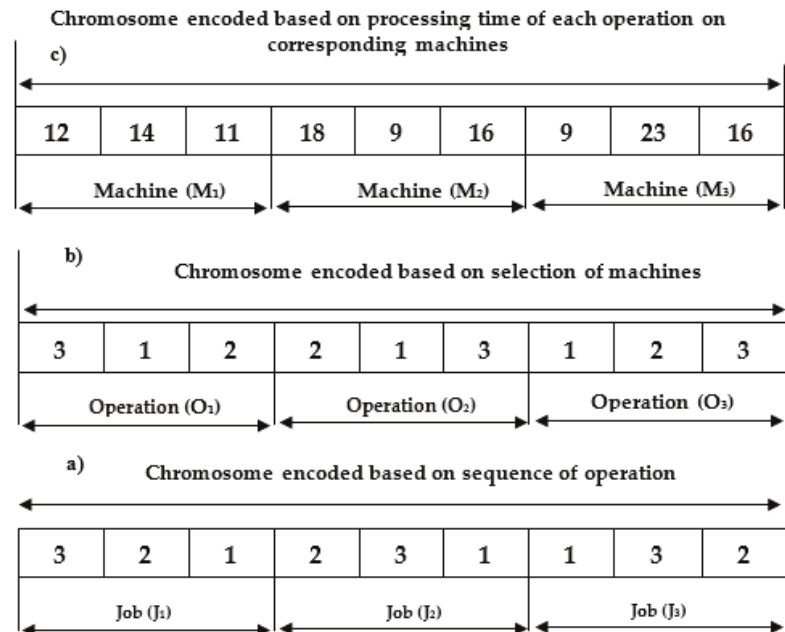 Chromosome encoded based on processing time of each operation on
corresponding machines
c)
12 14 11 18 9 16 9 23 16
Machine (M₁) Machine (M₂) Machine (M₃)
b)
Chromosome encoded based on selection of machines
3 1 2 2 1 3 1 2 3
Operation (O₁) Operation (O₂) Operation (O₃)
a)
Chromosome encoded based on sequence of operation
3 2 1 2 3 1 1 3 2
Job (J₁) Job (J₂) Job (J₃)